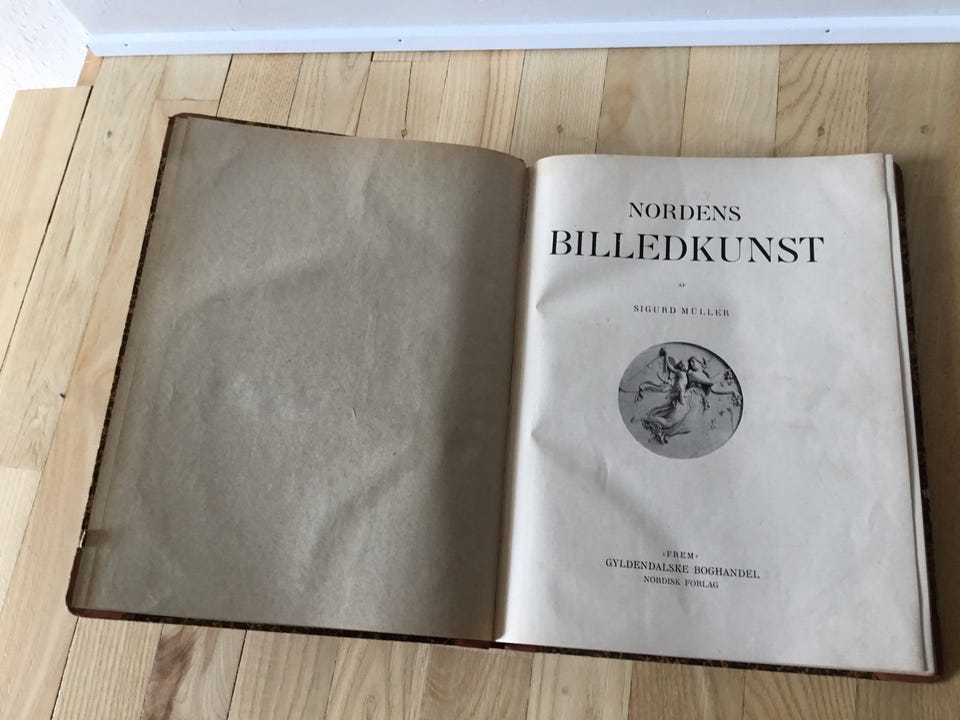 NORDENS
BILLEDKUNST
AF
SIGURD MÜLLER
›FREM‹
GYLDENDALSKE BOGHANDEL
NORDISK FORLAG